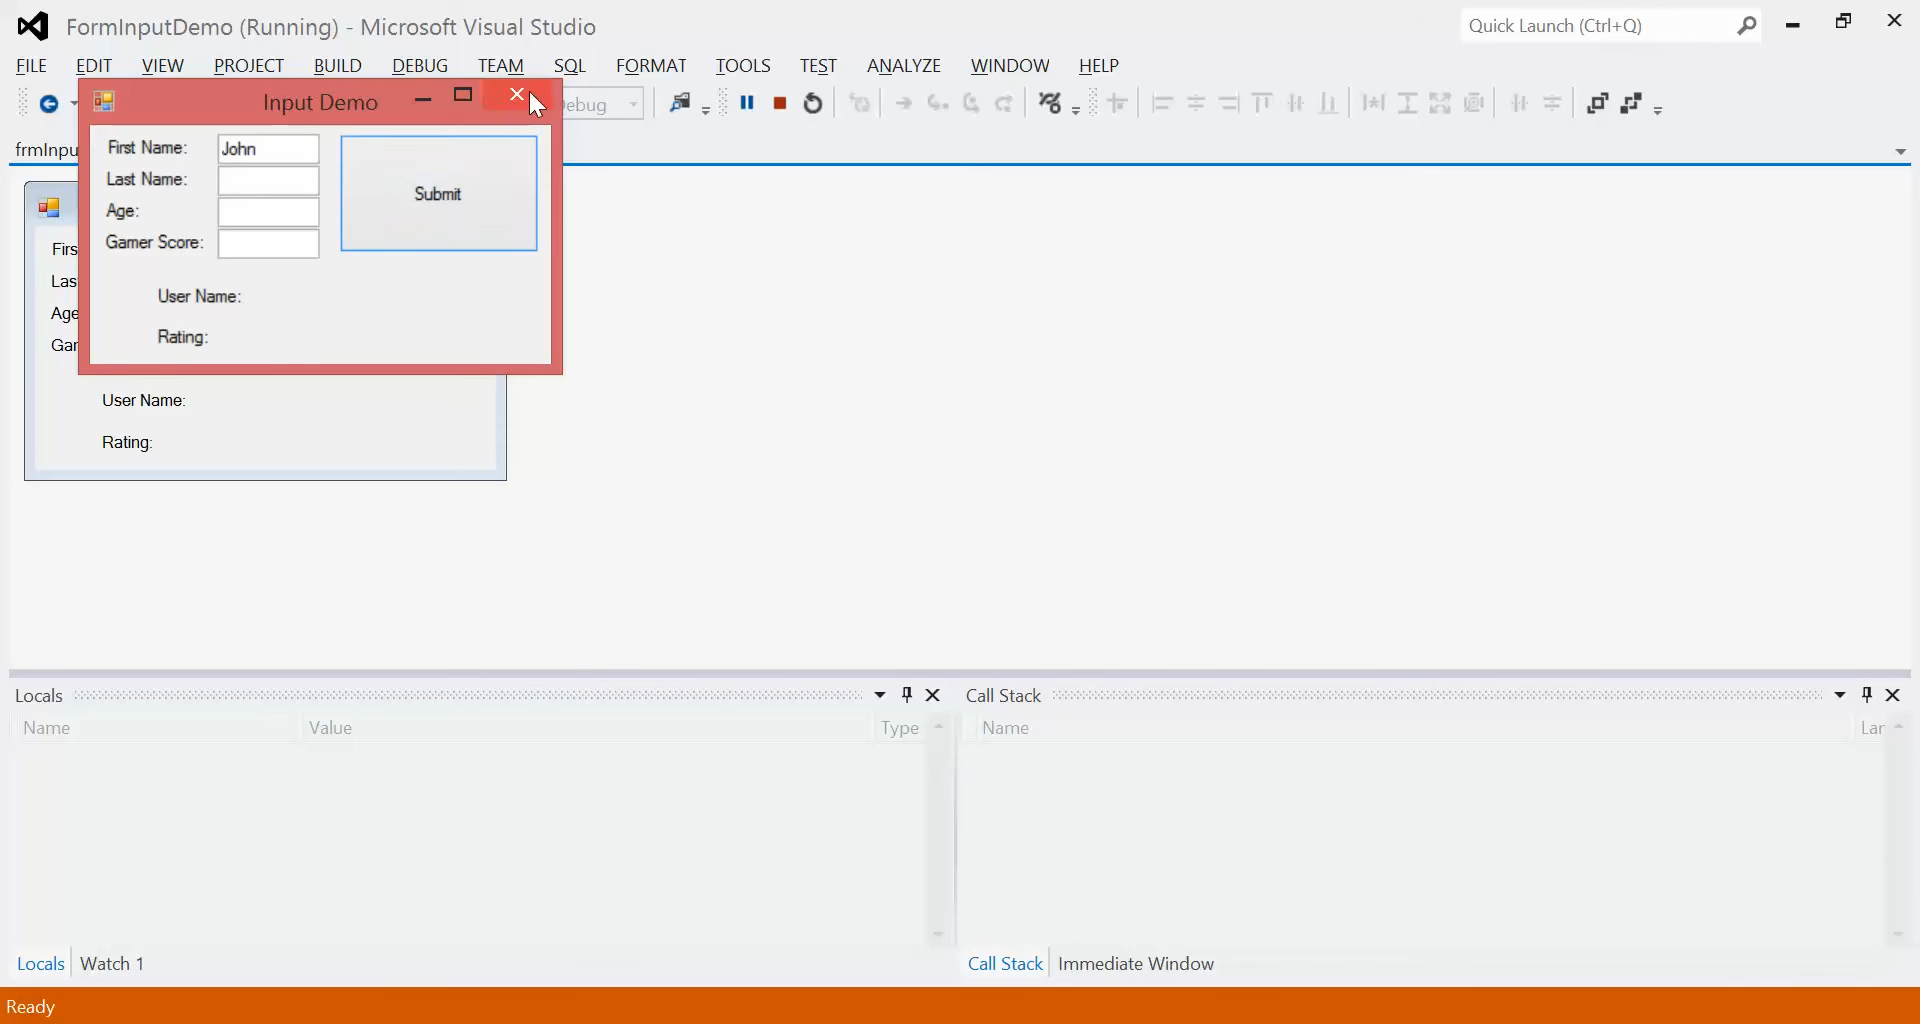 FormInputDemo (Running) - Microsoft Visual Studio
Quick Launch (Ctrl+Q)
FILE EDIT VIEW PROJECT BUILD DEBUG TEAM SQL FORMAT TOOLS TEST ANALYZE WINDOW HELP
Input Demo
ebug
frmInpu
First Name: John
Last Name:
Age:
Gamer Score:
Submit
User Name:
Rating:
Firs
Las
Age
Gar
User Name:
Rating:
Locals
Call Stack
Name Value Type
Name Lar
Locals Watch 1
Call Stack Immediate Window
Ready